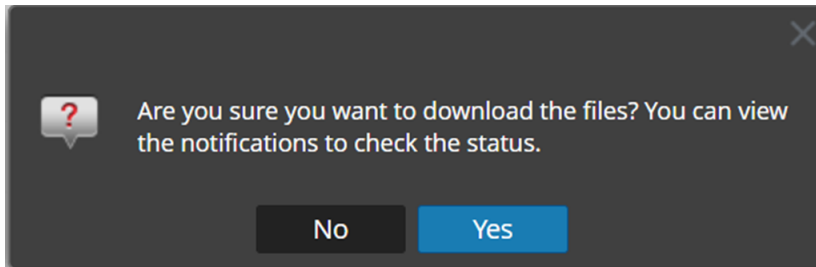 ?
Are you sure you want to download the files? You can view
the notifications to check the status.
No
Yes